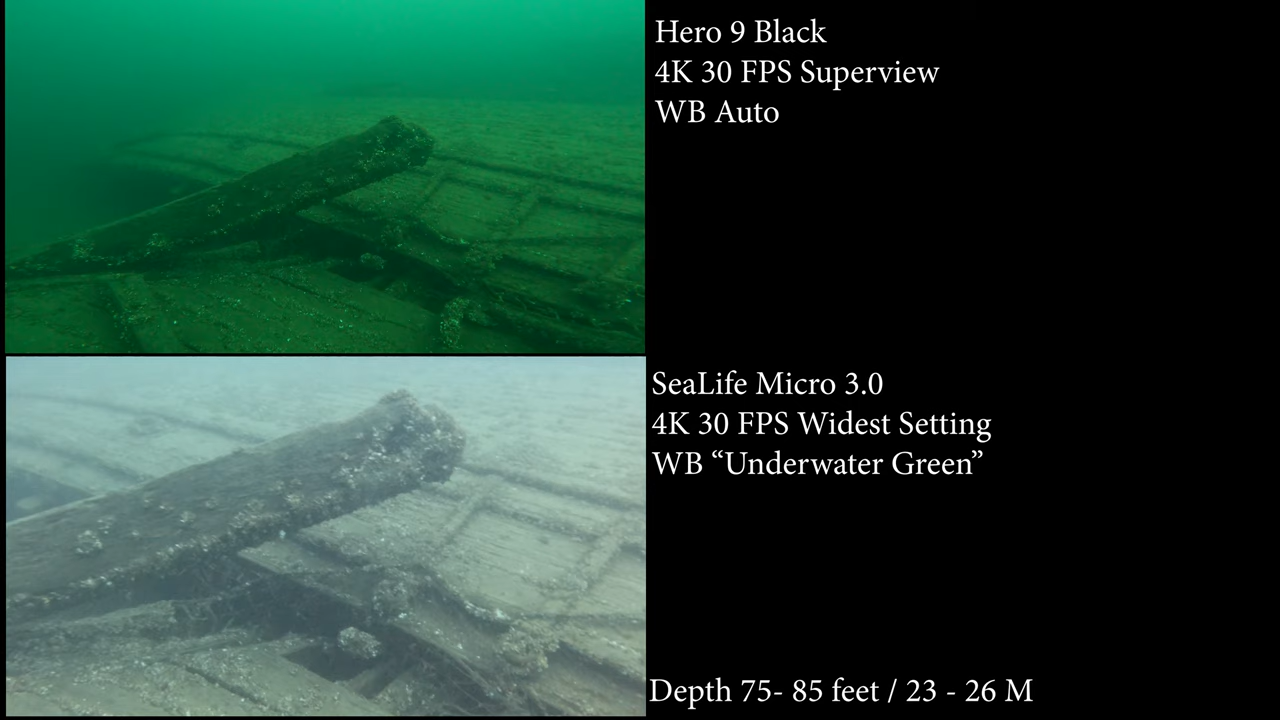 Hero 9 Black
4K 30 FPS Superview
WB Auto
SeaLife Micro 3.0
4K 30 FPS Widest Setting
WB “Underwater Green”
Depth 75- 85 feet / 23 - 26 M